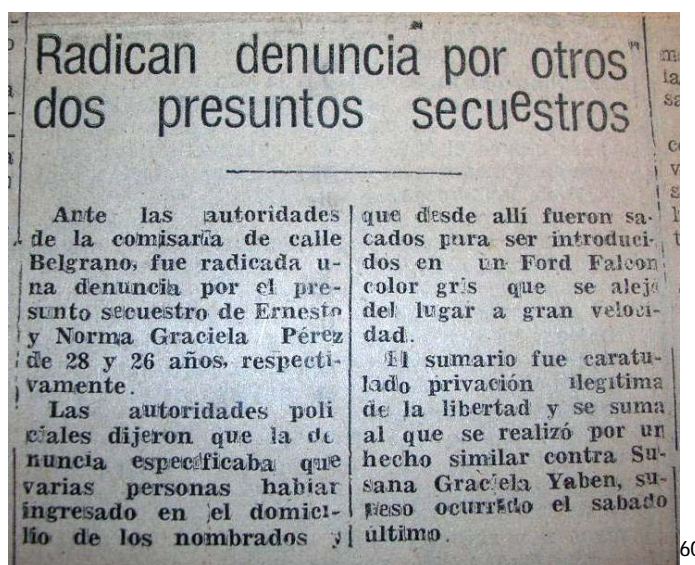 Radican denuncia por otros
dos presuntos secuestros
Ante las autoridades
de la comisaría de calle
Belgrano, fue radicada u-
na denuncia por el pre-
sunto secuestro de Ernesto
y Norma Graciela Pérez
de 28 y 26 años, respecti-
vamente.
Las autoridades poli
ciales dijeron que la de
nuncia especificaba que
varias personas habían
ingresado en el domici-
lio de los nombrados y
que desde allí fueron sa-
cados para ser introduci-
dos en un Ford Falcon
color gris que se alejó
del lugar a gran veloci-
dad.
El sumario fue caratu-
lado privación ilegítima
de la libertad y se suma
al que se realizó por un
hecho similar contra Su-
sana Graciela Yaben, su-
peso ocurrido el sabado
último.
60